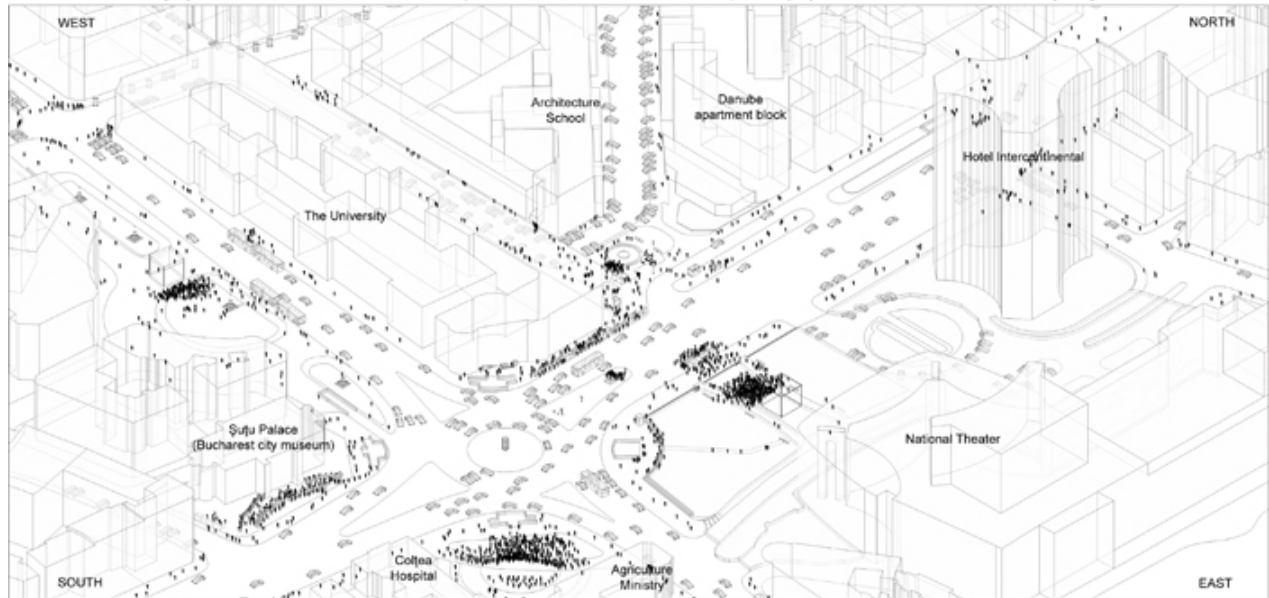 WEST
NORTH
Architecture
School
Danube
apartment block
Hotel Intercontinental
The University
Şuţu Palace
(Bucharest city museum)
National Theater
Colţea
Hospital
Agriculture
Ministry
SOUTH
EAST